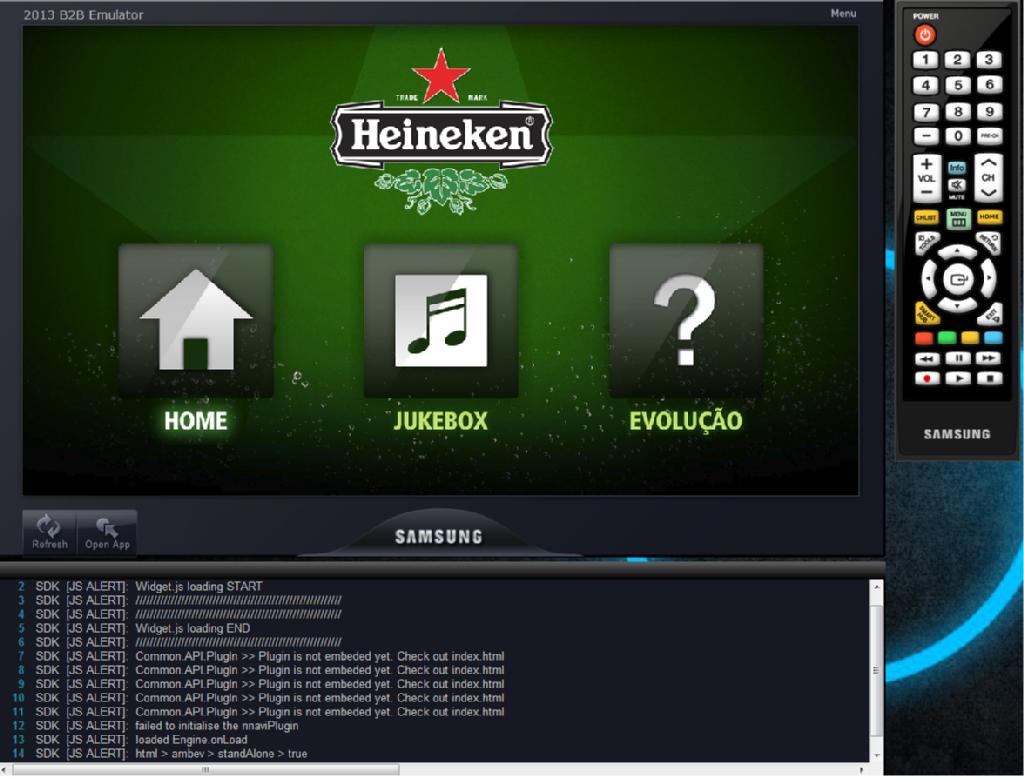 2013 B2B Emulator
Menu
TRADE MARK
Heineken®
HOME
JUKEBOX
EVOLUÇÃO
Refresh
Open App
SAMSUNG
2 SDK [JS ALERT]: Widget.js loading START
3 SDK [JS ALERT]: ///////////////////////////////////////////////////////////
4 SDK [JS ALERT]: ///////////////////////////////////////////////////////////
5 SDK [JS ALERT]: Widget.js loading END
6 SDK [JS ALERT]: ///////////////////////////////////////////////////////////
7 SDK [JS ALERT]: Common.API.PlugIn >> Plugin is not embeded yet. Check out index.html
8 SDK [JS ALERT]: Common.API.PlugIn >> Plugin is not embeded yet. Check out index.html
9 SDK [JS ALERT]: Common.API.PlugIn >> Plugin is not embeded yet. Check out index.html
10 SDK [JS ALERT]: Common.API.PlugIn >> Plugin is not embeded yet. Check out index.html
11 SDK [JS ALERT]: Common.API.PlugIn >> Plugin is not embeded yet. Check out index.html
12 SDK [JS ALERT]: failed to initialise the nnaviPlugin
13 SDK [JS ALERT]: loaded Engine.onLoad
14 SDK [JS ALERT]: html > ambev > standAlone > true
POWER
1 2 3
4 5 6
7 8 9
- 0 PRE-CH
+ VOL -
Info
MUTE
CH
CHLIST MENU HOME
TOOLS RETURN
SMART HUB EXIT
SAMSUNG